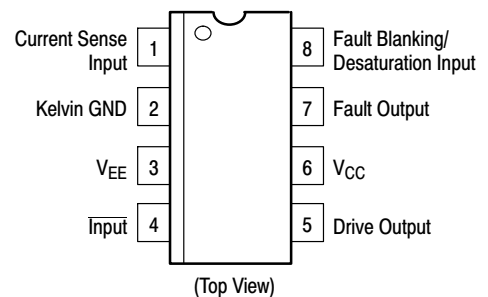 Current Sense
Input
1
Kelvin GND
2
VEE
3
Input
4
8
Fault Blanking/
Desaturation Input
7
Fault Output
6
VCC
5
Drive Output
(Top View)